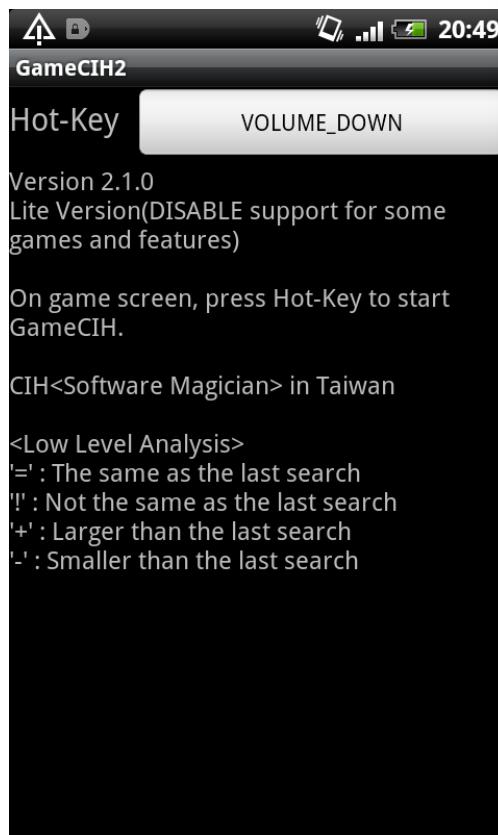 20:49
GameCIH2
Hot-Key VOLUME_DOWN
Version 2.1.0
Lite Version(DISABLE support for some
games and features)
On game screen, press Hot-Key to start
GameCIH.
CIH<Software Magician> in Taiwan
<Low Level Analysis>
'=' : The same as the last search
'!' : Not the same as the last search
'+' : Larger than the last search
'-' : Smaller than the last search